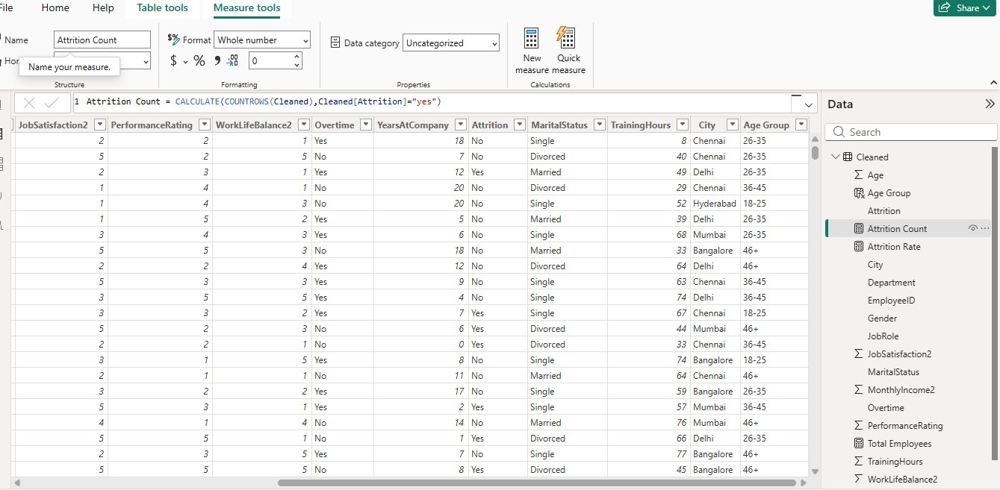 File Home Help Table tools Measure tools Share
Name Attrition Count
Name your measure.
Structure
$% Format Whole number
$ % 9 .00 0
Formatting
Data category Uncategorized
Properties
New measure
Quick measure
Calculations
1 Attrition Count = CALCULATE(COUNTROWS(Cleaned),Cleaned[Attrition]="yes")
JobSatisfaction2 PerformanceRating WorkLifeBalance2 Overtime YearsAtCompany Attrition MaritalStatus TrainingHours City Age Group
2 2 1 Yes 18 No Single 8 Chennai 26-35
5 2 5 No 7 No Divorced 40 Chennai 26-35
2 3 1 Yes 12 Yes Married 49 Delhi 26-35
1 4 1 No 20 No Divorced 29 Chennai 36-45
1 4 3 No 20 No Single 52 Hyderabad 18-25
1 5 2 Yes 5 No Married 39 Delhi 26-35
3 4 3 Yes 6 No Single 68 Mumbai 26-35
5 5 3 No 18 No Married 33 Bangalore 46+
2 2 4 Yes 12 No Divorced 64 Delhi 46+
5 3 3 Yes 9 No Single 63 Chennai 36-45
3 5 5 Yes 4 No Single 74 Delhi 36-45
3 3 2 Yes 7 Yes Single 67 Chennai 18-25
5 2 3 No 6 Yes Divorced 44 Mumbai 46+
2 2 1 No 0 Yes Divorced 33 Chennai 36-45
3 1 5 Yes 8 No Single 74 Bangalore 18-25
2 1 1 No 11 No Married 64 Chennai 46+
3 2 2 Yes 17 No Single 59 Bangalore 26-35
5 3 1 Yes 2 Yes Single 57 Mumbai 36-45
4 1 4 No 14 No Married 76 Mumbai 46+
5 5 1 No 1 Yes Divorced 66 Delhi 26-35
2 3 5 Yes 7 No Single 77 Bangalore 46+
5 5 5 No 8 Yes Divorced 45 Bangalore 46+
Data
Search
Cleaned
Age
Age Group
Attrition
Attrition Count
Attrition Rate
City
Department
EmployeeID
Gender
JobRole
JobSatisfaction2
MaritalStatus
MonthlyIncome2
Overtime
PerformanceRating
Total Employees
TrainingHours
WorkLifeBalance2